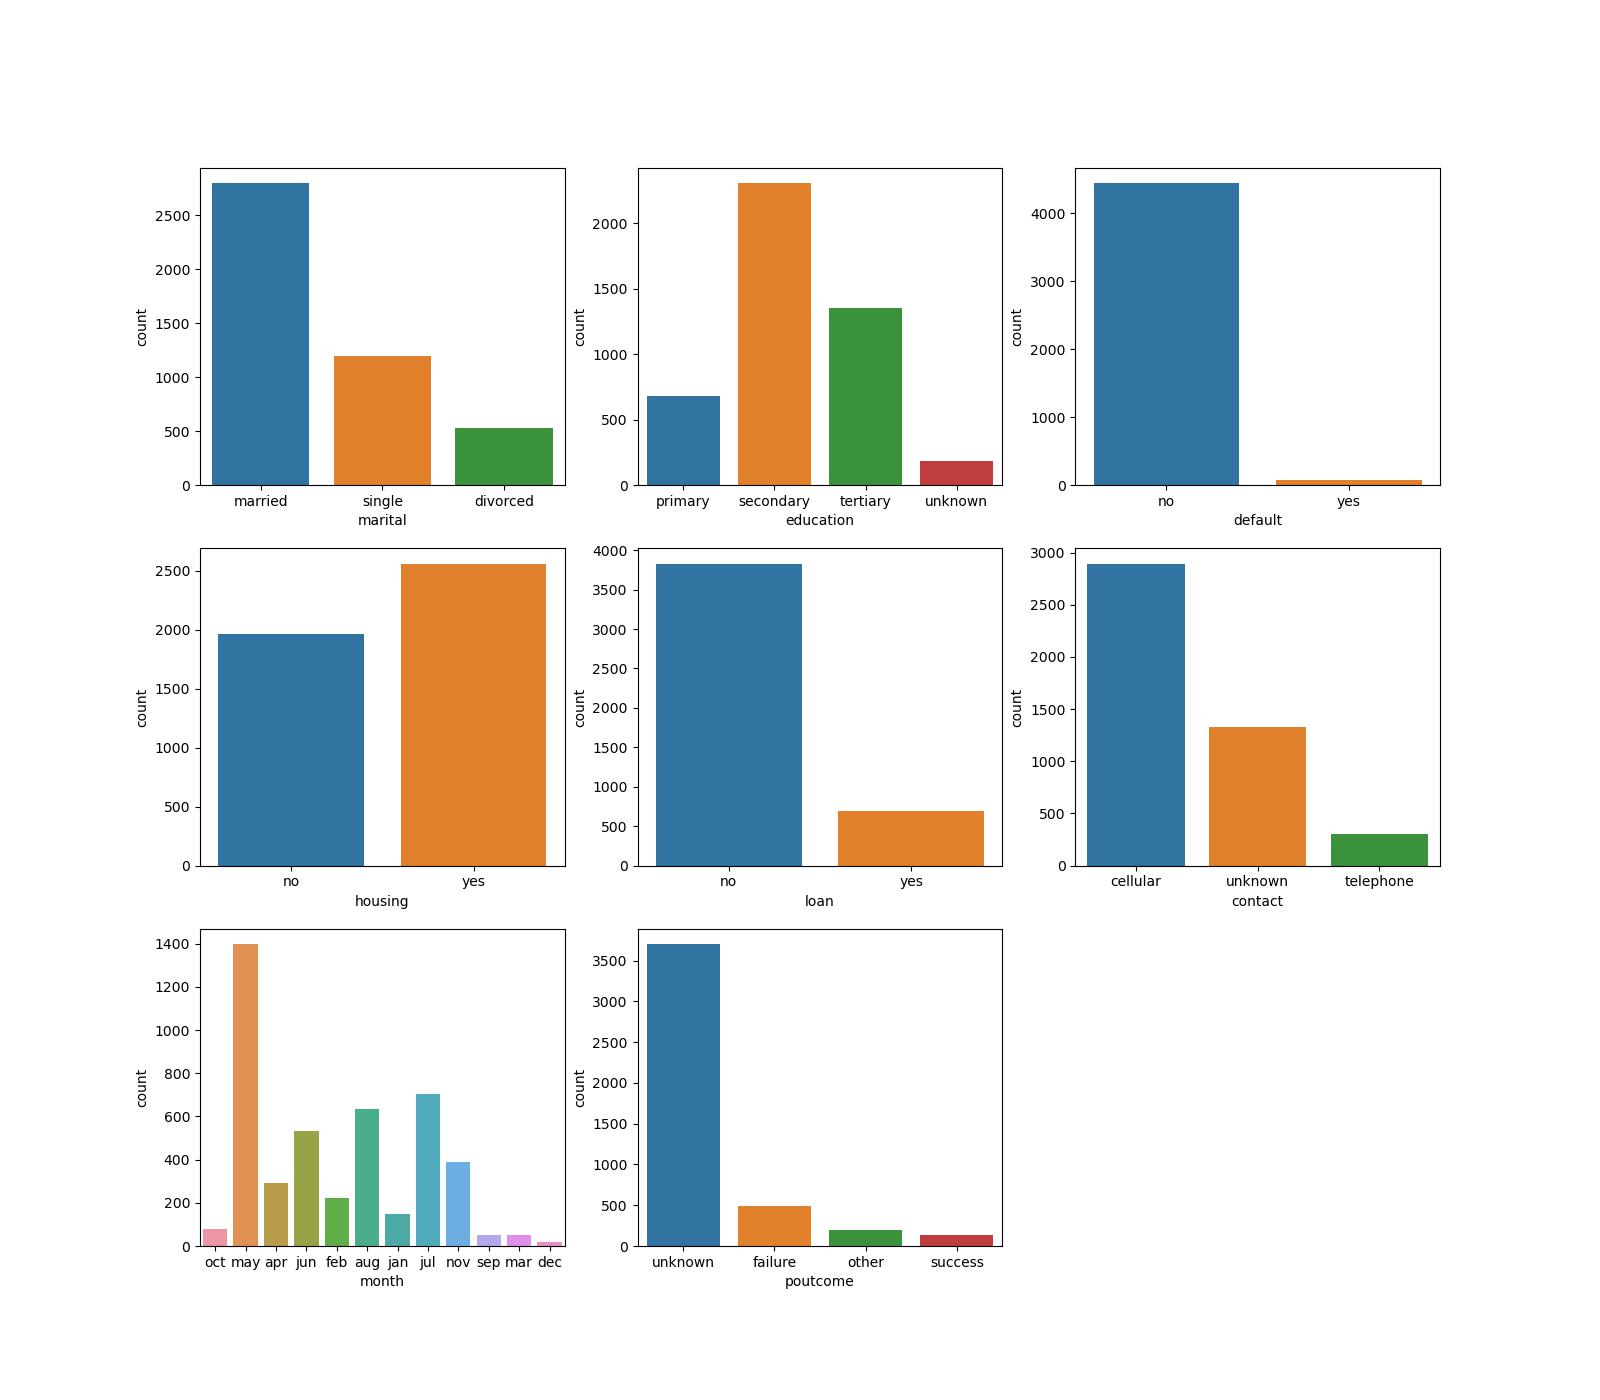 2500
2000
1500
1000
500
0
count
married single divorced
marital
2000
1500
1000
500
0
count
primary secondary tertiary unknown
education
4000
3000
2000
1000
0
count
no yes
default
2500
2000
1500
1000
500
0
count
no yes
housing
4000
3500
3000
2500
2000
1500
1000
500
0
count
no yes
loan
3000
2500
2000
1500
1000
500
0
count
cellular unknown telephone
contact
1400
1200
1000
800
600
400
200
0
count
oct may apr jun feb aug jan jul nov sep mar dec
month
3500
3000
2500
2000
1500
1000
500
0
count
unknown failure other success
poutcome